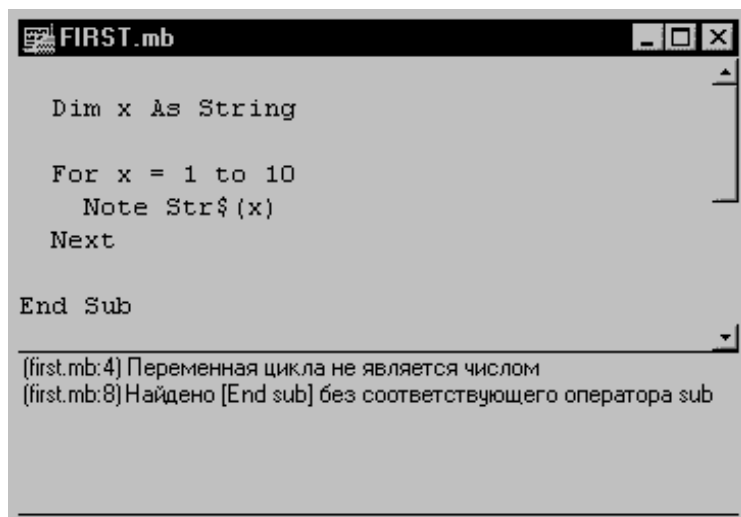 FIRST.mb
Dim x As String
For x = 1 to 10
Note Str$(x)
Next
End Sub
(first.mb:4) Переменная цикла не является числом
(first.mb:8) Найдено [End sub] без соответствующего оператора sub